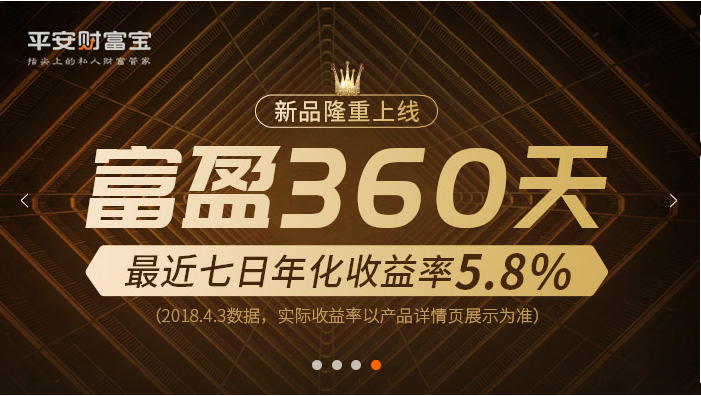 平安财富宝
指尖上的私人财富管家
新品隆重上线
富盈360天
最近七日年化收益率5.8%
(2018.4.3数据，实际收益率以产品详情页展示为准)